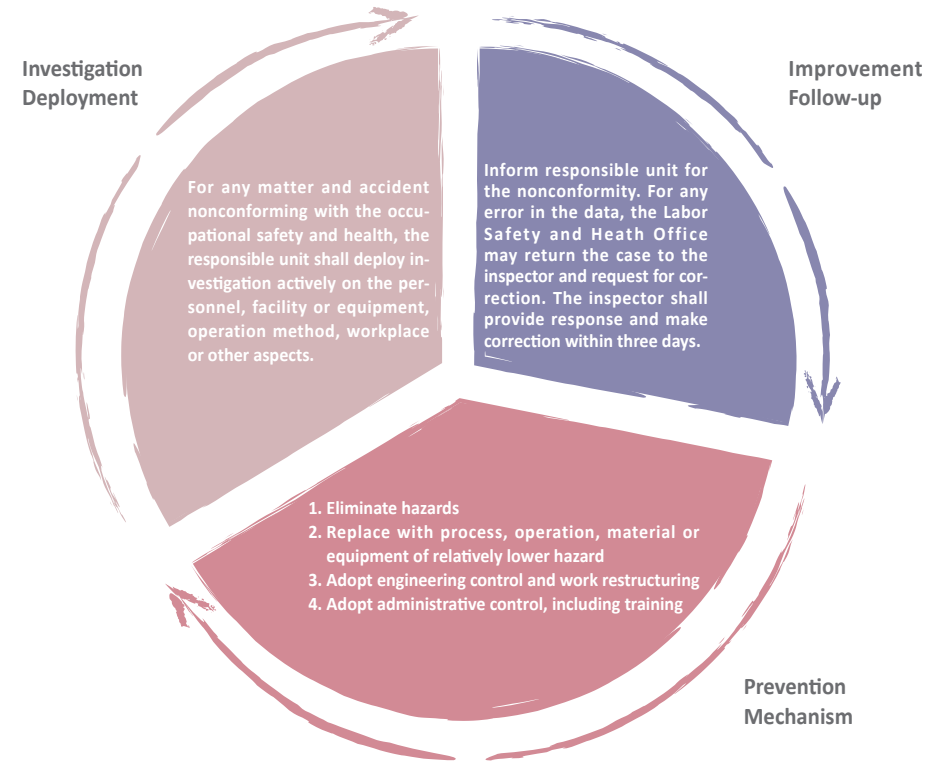 Investigation
Deployment
For any matter and accident
nonconforming with the occu-
pational safety and health, the
responsible unit shall deploy in-
vestigation actively on the per-
sonnel, facility or equipment,
operation method, workplace
or other aspects.
Improvement
Follow-up
Inform responsible unit for
the nonconformity. For any
error in the data, the Labor
Safety and Heath Office
may return the case to the
inspector and request for cor-
rection. The inspector shall
provide response and make
correction within three days.
1. Eliminate hazards
2. Replace with process, operation, material or
equipment of relatively lower hazard
3. Adopt engineering control and work restructuring
4. Adopt administrative control, including training
Prevention
Mechanism